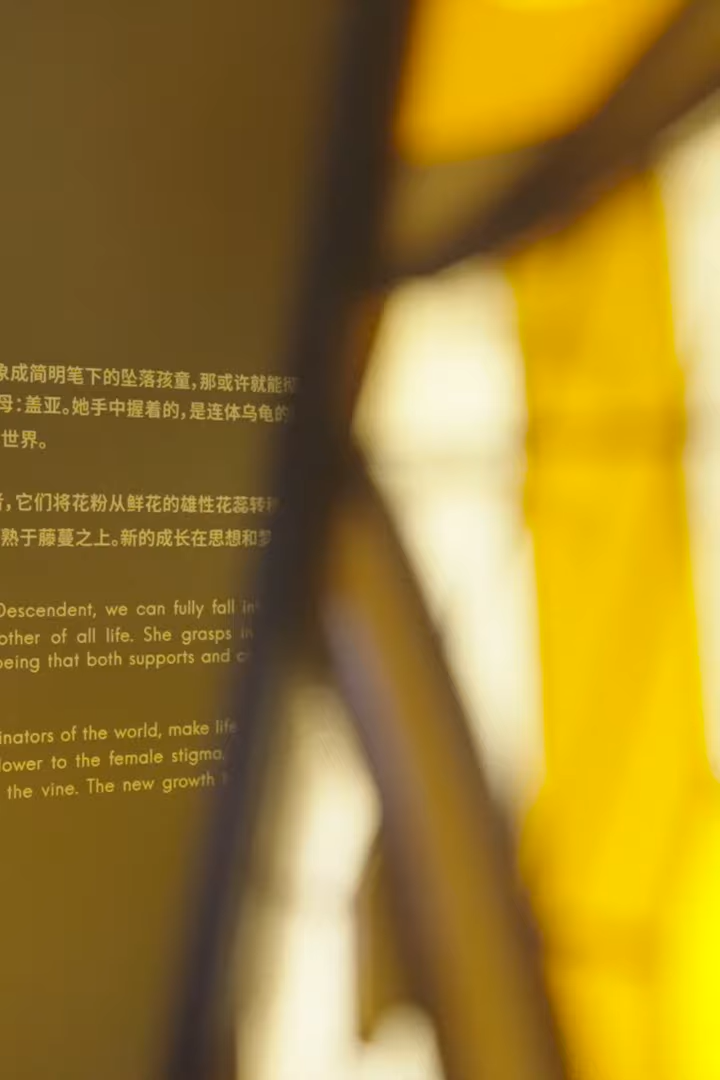 象成简明笔下的坠落孩童，那或许就能
母：盖亚。她手中握着的，是连体乌龟的
世界。
，它们将花粉从鲜花的雄性花蕊转移
熟于藤蔓之上。新的成长在思想和梦
Descendent, we can fully fall
other of all life. She grasps
being that both supports and
of the world, make life
to the female stigma,
the vine. The new growth